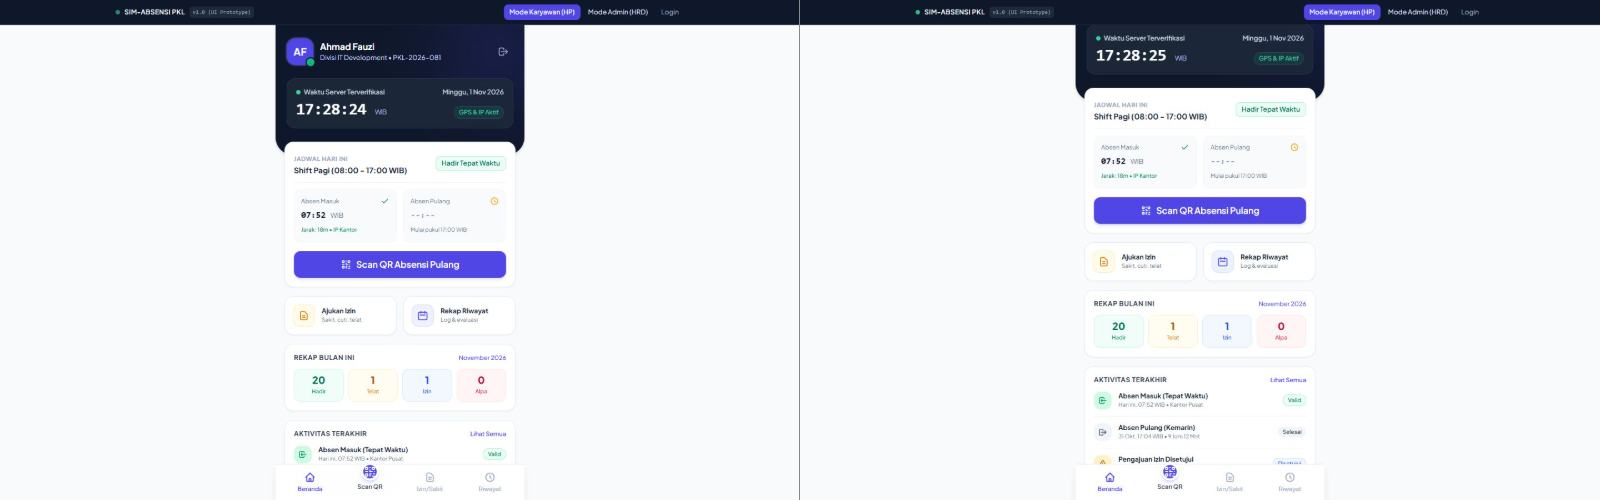 SIM-ABSENSI PKL v1.0 (UI Prototype) Mode Karyawan (HP) Mode Admin (HRD) Login
AF Ahmad Fauzi
Divisi IT Development • PKL-2026-081
Waktu Server Terverifikasi Minggu, 1 Nov 2026
17:28:24 WIB GPS & IP Aktif
JADWAL HARI INI
Shift Pagi (08:00 - 17:00 WIB) Hadir Tepat Waktu
Absen Masuk Absen Pulang
07:52 WIB --:--
Jarak: 18m • IP Kantor Mulai pukul 17:00 WIB
Scan QR Absensi Pulang
Ajukan Izin Rekap Riwayat
Sakit, cuti, telat Log & evaluasi
REKAP BULAN INI November 2026
20 1 1 0
Hadir Telat Izin Alpa
AKTIVITAS TERAKHIR Lihat Semua
Absen Masuk (Tepat Waktu) Valid
Hari ini, 07:52 WIB • Kantor Pusat
Beranda Scan QR Izin/Sakit Riwayat
SIM-ABSENSI PKL v1.0 (UI Prototype) Mode Karyawan (HP) Mode Admin (HRD) Login
Waktu Server Terverifikasi Minggu, 1 Nov 2026
17:28:25 WIB GPS & IP Aktif
JADWAL HARI INI
Shift Pagi (08:00 - 17:00 WIB) Hadir Tepat Waktu
Absen Masuk Absen Pulang
07:52 WIB --:--
Jarak: 18m • IP Kantor Mulai pukul 17:00 WIB
Scan QR Absensi Pulang
Ajukan Izin Rekap Riwayat
Sakit, cuti, telat Log & evaluasi
REKAP BULAN INI November 2026
20 1 1 0
Hadir Telat Izin Alpa
AKTIVITAS TERAKHIR Lihat Semua
Absen Masuk (Tepat Waktu) Valid
Hari ini, 07:52 WIB • Kantor Pusat
Absen Pulang (Kemarin) Selesai
31 Okt, 17:04 WIB • 9 Jam 12 Mnt
Pengajuan Izin Disetujui
Beranda Scan QR Izin/Sakit Riwayat